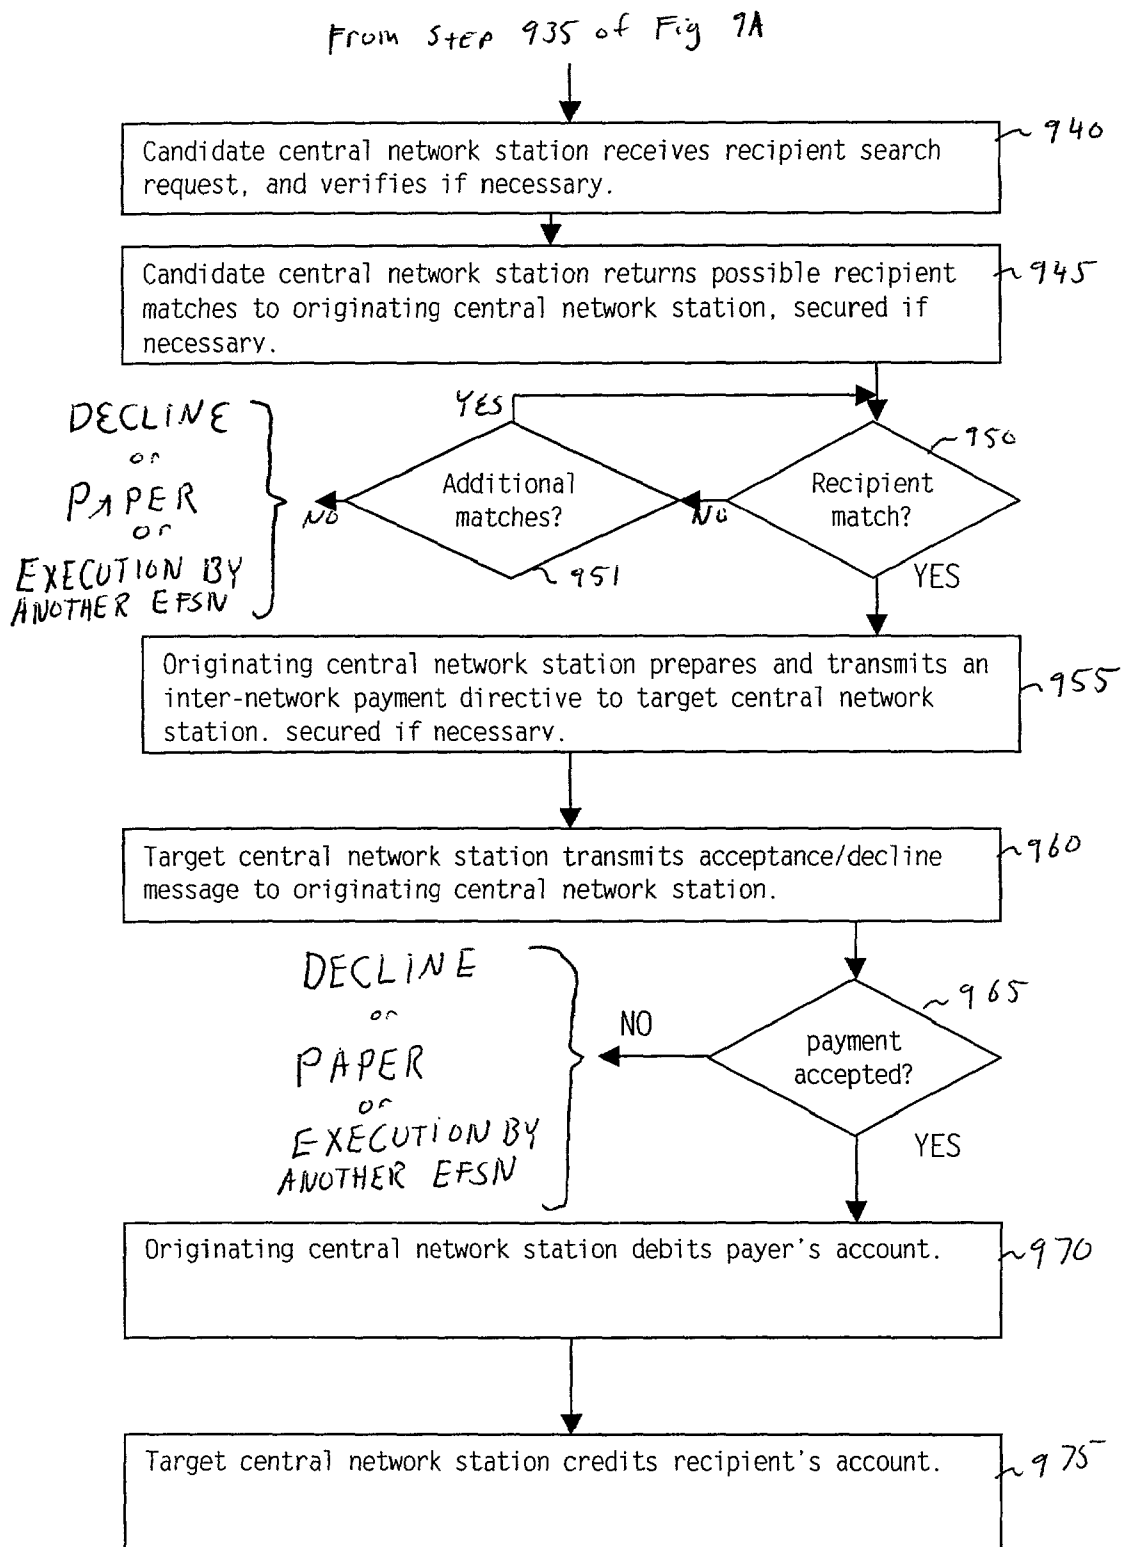 From Step 935 of Fig 9A
940
Candidate central network station receives recipient search
request, and verifies if necessary.
945
Candidate central network station returns possible recipient
matches to originating central network station, secured if
necessary.
YES
950
Recipient
match?
NO
YES
Additional
matches?
951
NO
DECLINE
or
PAPER
or
EXECUTION BY
ANOTHER EFSN
955
Originating central network station prepares and transmits an
inter-network payment directive to target central network
station. secured if necessary.
960
Target central network station transmits acceptance/decline
message to originating central network station.
965
payment
accepted?
NO
YES
DECLINE
or
PAPER
or
EXECUTION BY
ANOTHER EFSN
970
Originating central network station debits payer's account.
975
Target central network station credits recipient's account.